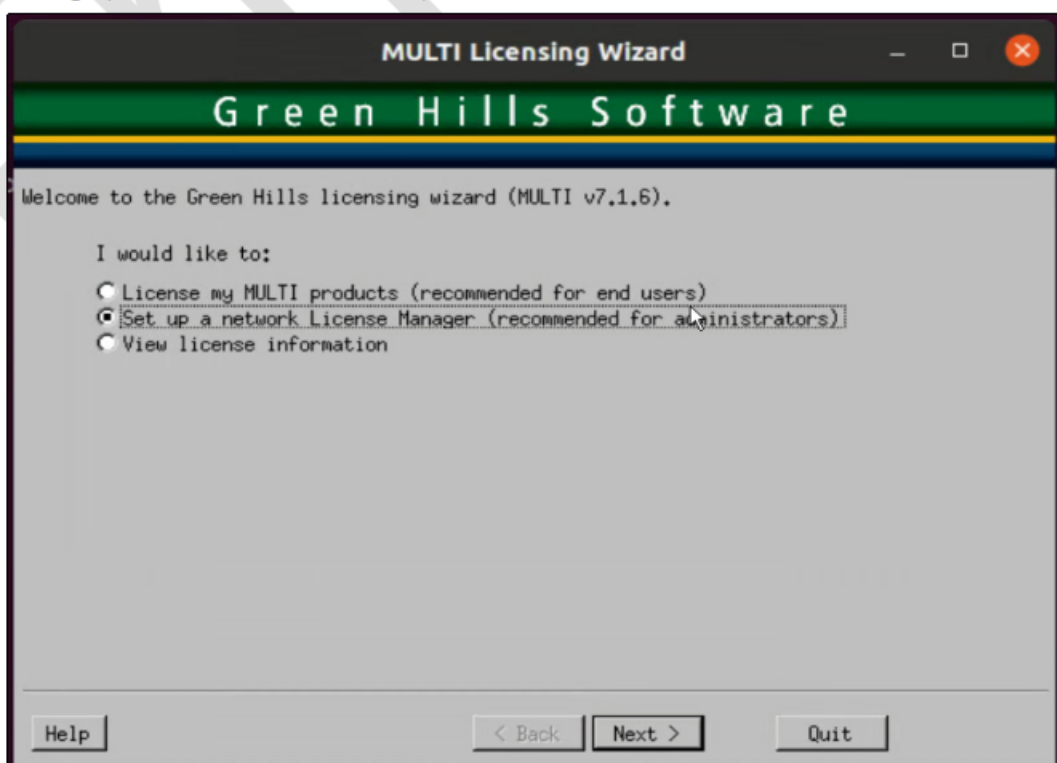 MULTI Licensing Wizard
Green Hills Software
Welcome to the Green Hills licensing wizard (MULTI v7.1.6).
I would like to:
License my MULTI products (recommended for end users)
Set up a network License Manager (recommended for administrators)
View license information
Help
< Back
Next >
Quit